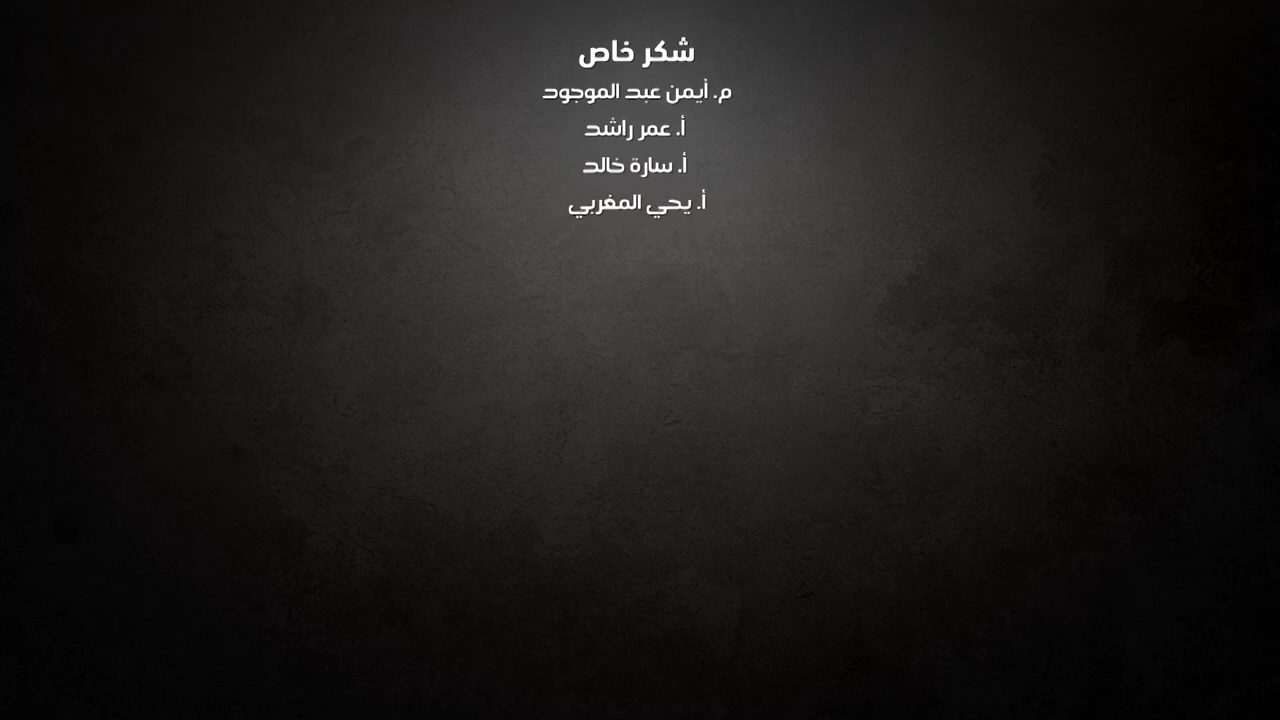 شكر خاص
م. أيمن عبد الموجود
أ. عمر راشد
أ. سارة خالد
أ. يحي المغربي